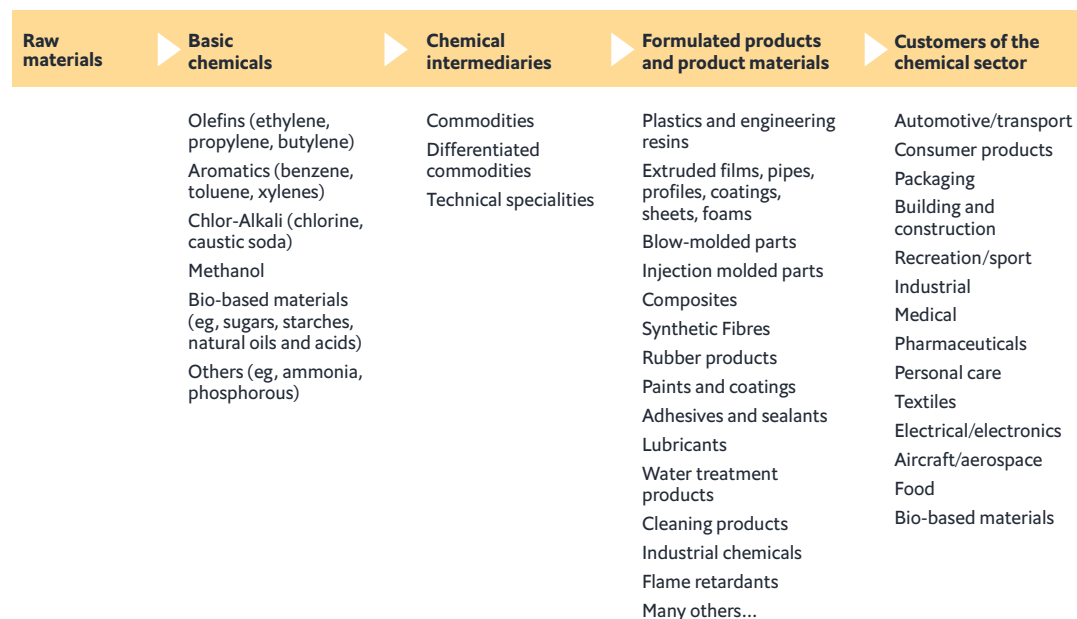 Raw
materials
Basic
chemicals
Chemical
intermediaries
Formulated products
and product materials
Customers of the
chemical sector
Olefins (ethylene,
propylene, butylene)
Aromatics (benzene,
toluene, xylenes)
Chlor-Alkali (chlorine,
caustic soda)
Methanol
Bio-based materials
(eg, sugars, starches,
natural oils and acids)
Others (eg, ammonia,
phosphorous)
Commodities
Differentiated
commodities
Technical specialities
Plastics and engineering
resins
Extruded films, pipes,
profiles, coatings,
sheets, foams
Blow-molded parts
Injection molded parts
Composites
Synthetic Fibres
Rubber products
Paints and coatings
Adhesives and sealants
Lubricants
Water treatment
products
Cleaning products
Industrial chemicals
Flame retardants
Many others...
Automotive/transport
Consumer products
Packaging
Building and
construction
Recreation/sport
Industrial
Medical
Pharmaceuticals
Personal care
Textiles
Electrical/electronics
Aircraft/aerospace
Food
Bio-based materials